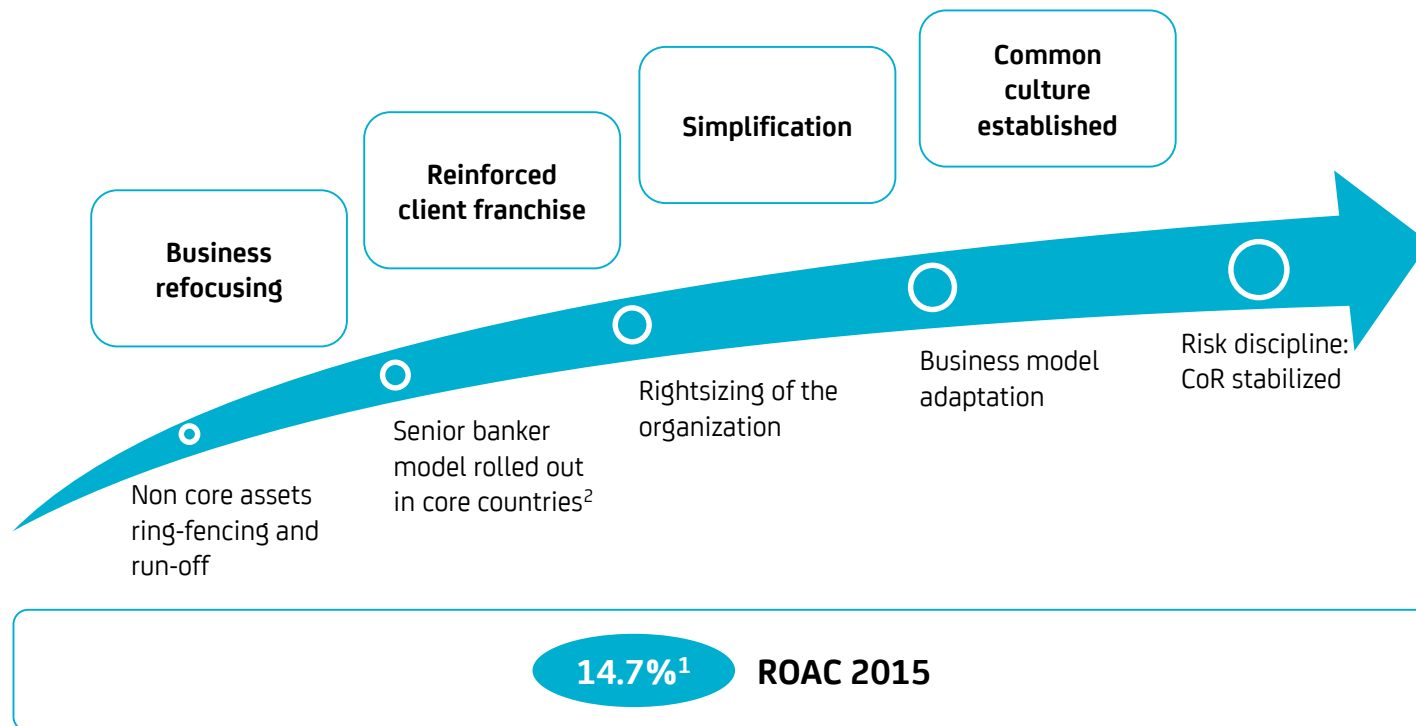 Business
refocusing
Reinforced
client franchise
Simplification
Common
culture
established
Non core assets
ring-fencing and
run-off
Senior banker
model rolled out
in core countries²
Rightsizing of the
organization
Business model
adaptation
Risk discipline:
CoR stabilized
14.7%¹ ROAC 2015